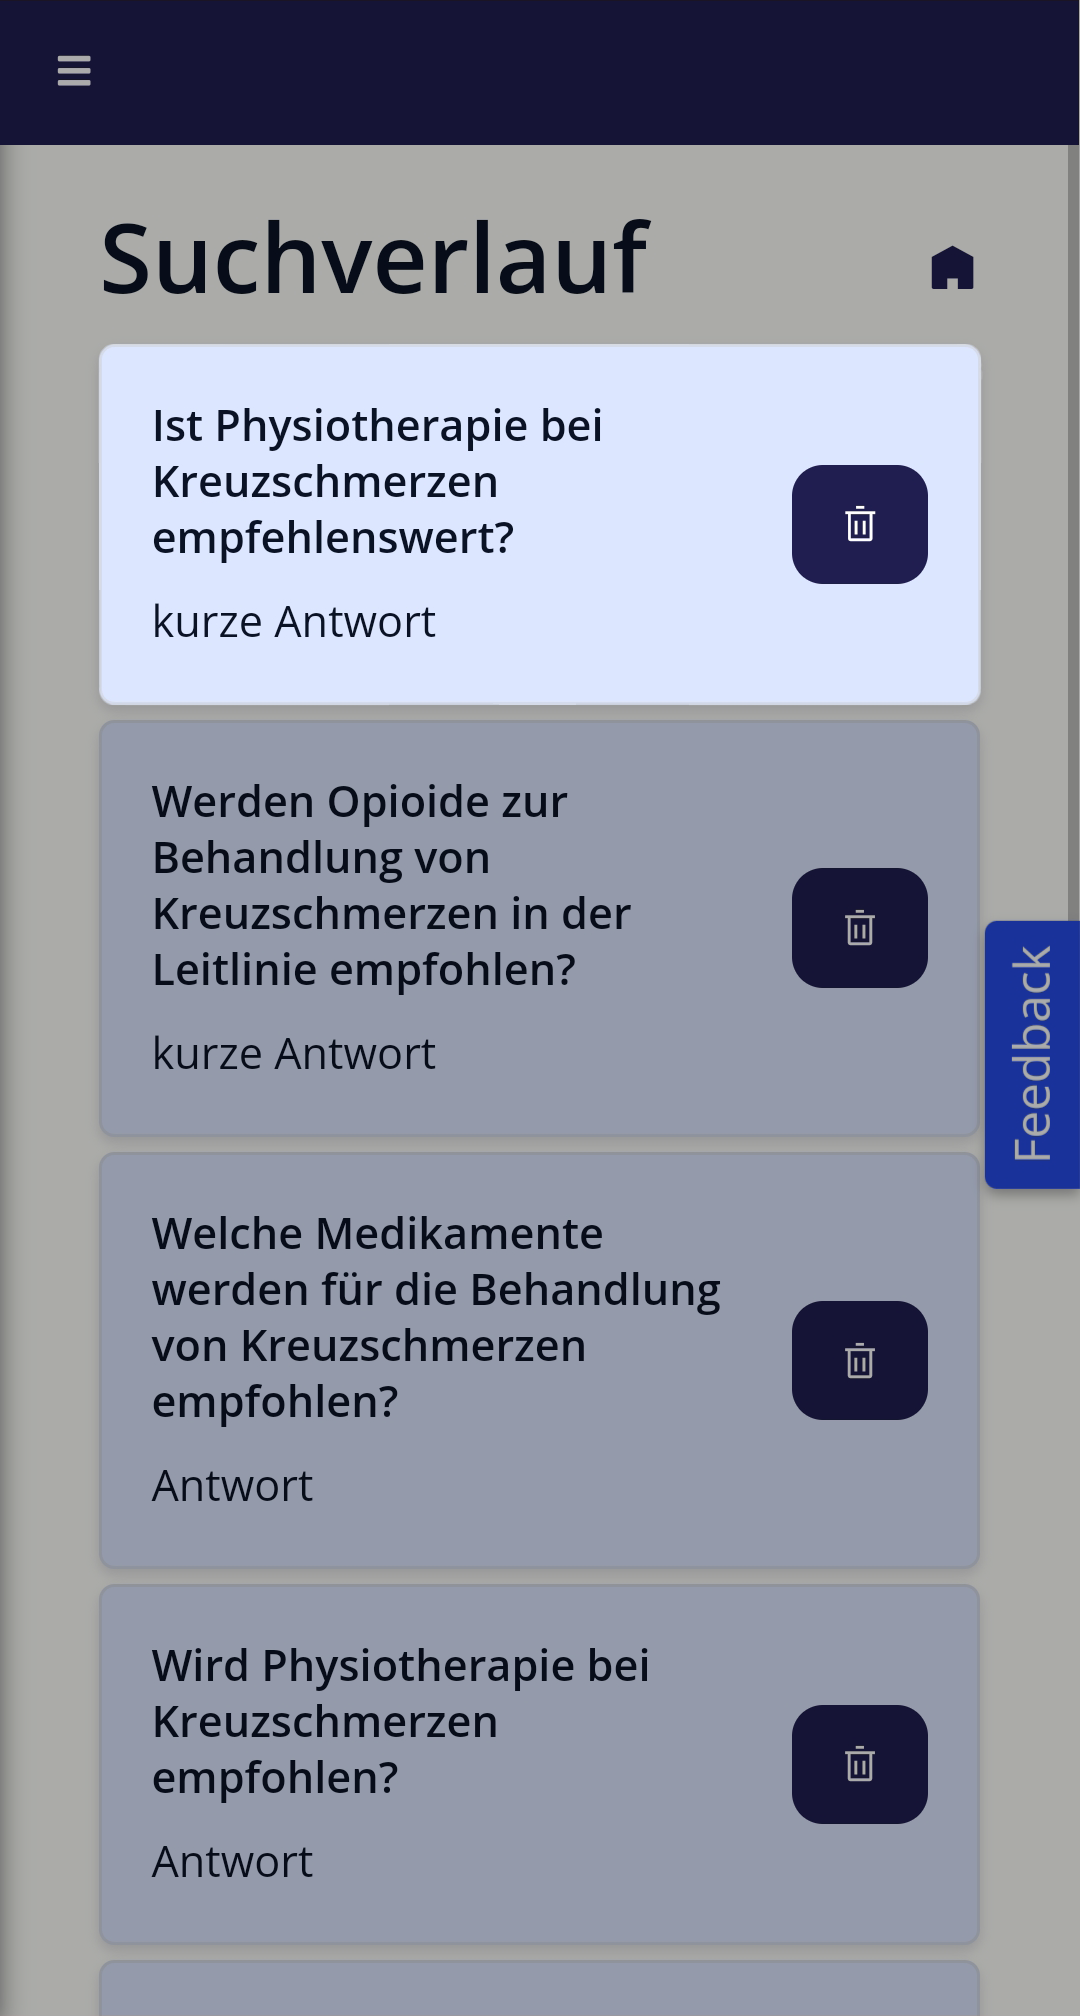 Suchverlauf
Ist Physiotherapie bei
Kreuzschmerzen
empfehlenswert?
kurze Antwort
Werden Opioide zur
Behandlung von
Kreuzschmerzen in der
Leitlinie empfohlen?
kurze Antwort
Feedback
Welche Medikamente
werden für die Behandlung
von Kreuzschmerzen
empfohlen?
Antwort
Wird Physiotherapie bei
Kreuzschmerzen
empfohlen?
Antwort